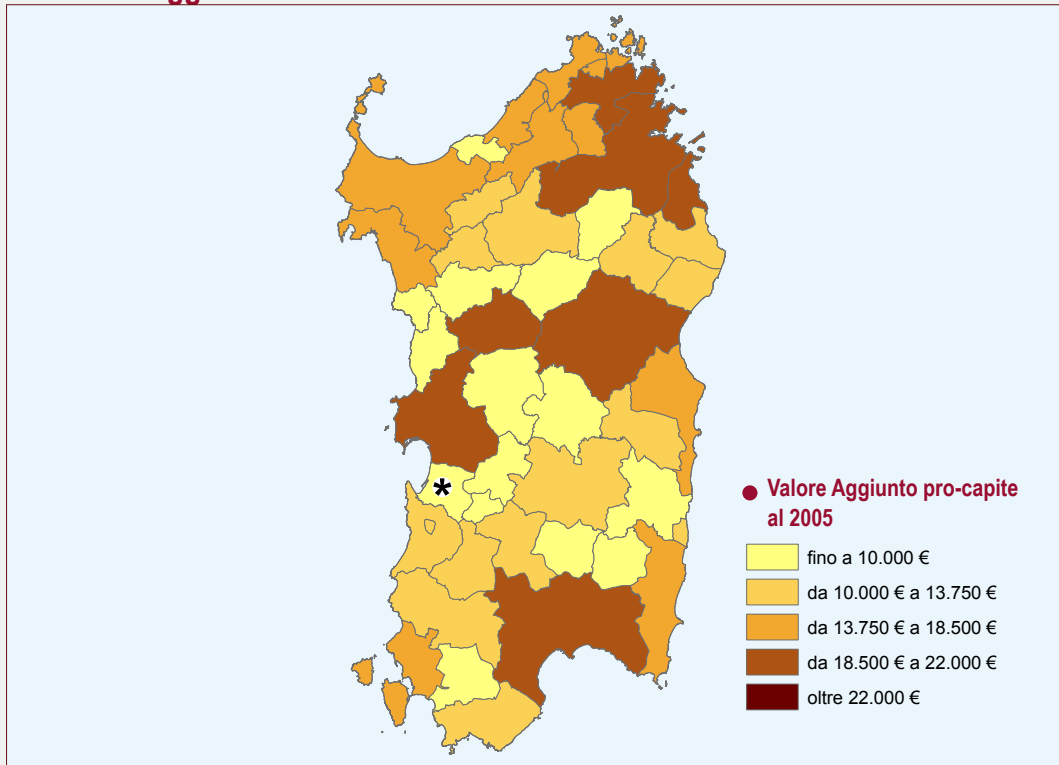 *
Valore Aggiunto pro-capite
al 2005
fino a 10.000 €
da 10.000 € a 13.750 €
da 13.750 € a 18.500 €
da 18.500 € a 22.000 €
oltre 22.000 €